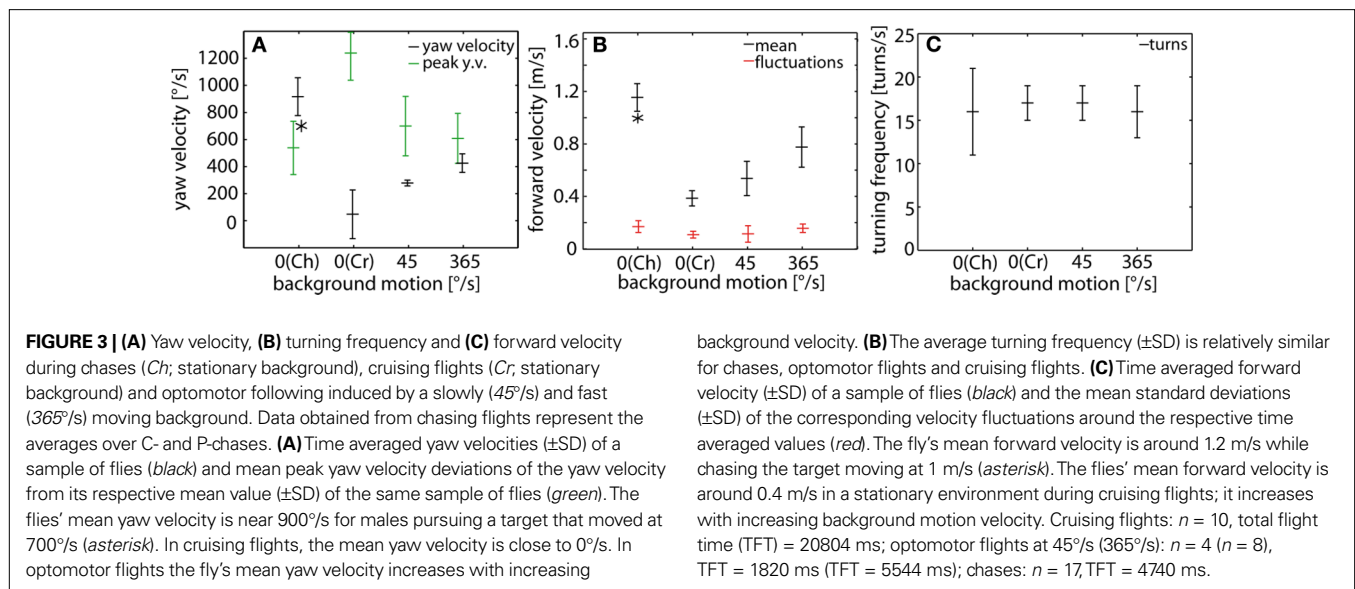 A
yaw velocity
peak y.v.
yaw velocity [°/s]
1200
1000
800
600
400
200
0
*
0(Ch) 0(Cr) 45 365
background motion [°/s]
B
mean
fluctuations
forward velocity [m/s]
1.6
1.2
0.8
0.4
0
*
0(Ch) 0(Cr) 45 365
background motion [°/s]
C
turns
turning frequency [turns/s]
25
20
15
10
5
0
0(Ch) 0(Cr) 45 365
background motion [°/s]
FIGURE 3 | (A) Yaw velocity, (B) turning frequency and (C) forward velocity
during chases (Ch; stationary background), cruising flights (Cr; stationary
background) and optomotor following induced by a slowly (45°/s) and fast
(365°/s) moving background. Data obtained from chasing flights represent the
averages over C- and P-chases. (A) Time averaged yaw velocities (±SD) of a
sample of flies (black) and mean peak yaw velocity deviations of the yaw velocity
from its respective mean value (±SD) of the same sample of flies (green). The
flies' mean yaw velocity is near 900°/s for males pursuing a target that moved at
700°/s (asterisk). In cruising flights, the mean yaw velocity is close to 0°/s. In
optomotor flights the fly's mean yaw velocity increases with increasing
background velocity. (B) The average turning frequency (±SD) is relatively similar
for chases, optomotor flights and cruising flights. (C) Time averaged forward
velocity (±SD) of a sample of flies (black) and the mean standard deviations
(±SD) of the corresponding velocity fluctuations around the respective time
averaged values (red). The fly's mean forward velocity is around 1.2 m/s while
chasing the target moving at 1 m/s (asterisk). The flies' mean forward velocity is
around 0.4 m/s in a stationary environment during cruising flights; it increases
with increasing background motion velocity. Cruising flights: n = 10, total flight
time (TFT) = 20804 ms; optomotor flights at 45°/s (365°/s): n = 4 (n = 8),
TFT = 1820 ms (TFT = 5544 ms); chases: n = 17, TFT = 4740 ms.